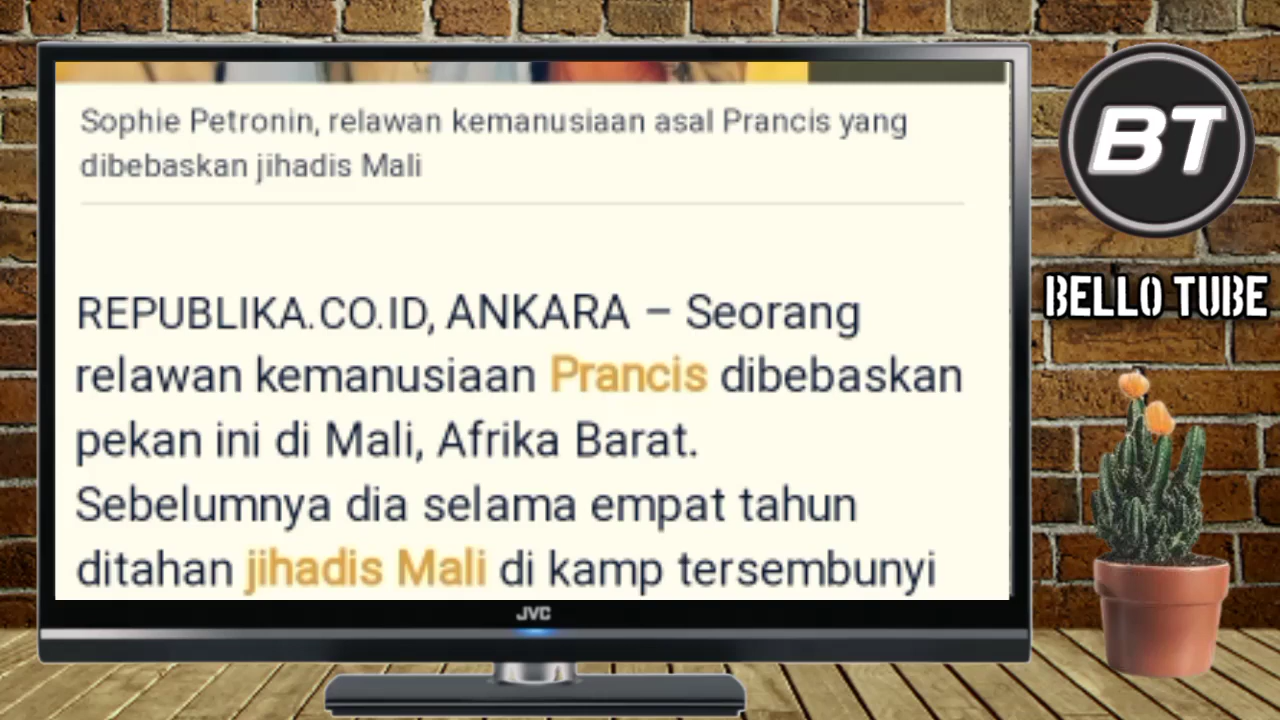 Sophie Petronin, relawan kemanusiaan asal Prancis yang
dibebaskan jihadis Mali
REPUBLIKA.CO.ID, ANKARA – Seorang
relawan kemanusiaan Prancis dibebaskan
pekan ini di Mali, Afrika Barat.
Sebelumnya dia selama empat tahun
ditahan jihadis Mali di kamp tersembunyi
JVC
BT
BELLO TUBE